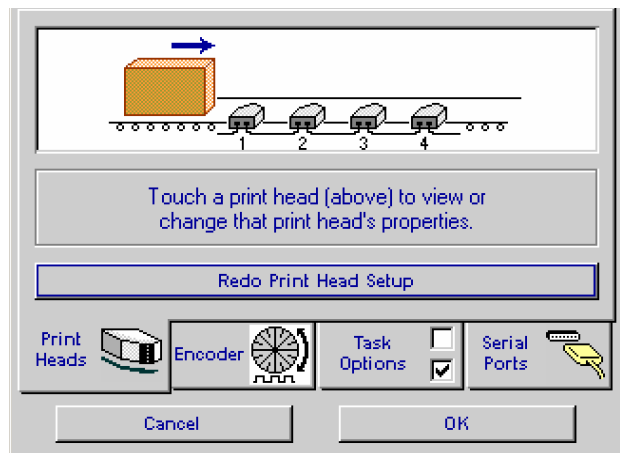 1 2 3 4
Touch a print head (above) to view or
change that print head's properties.
Redo Print Head Setup
Print
Heads
Encoder
Task
Options
Serial
Ports
Cancel
OK